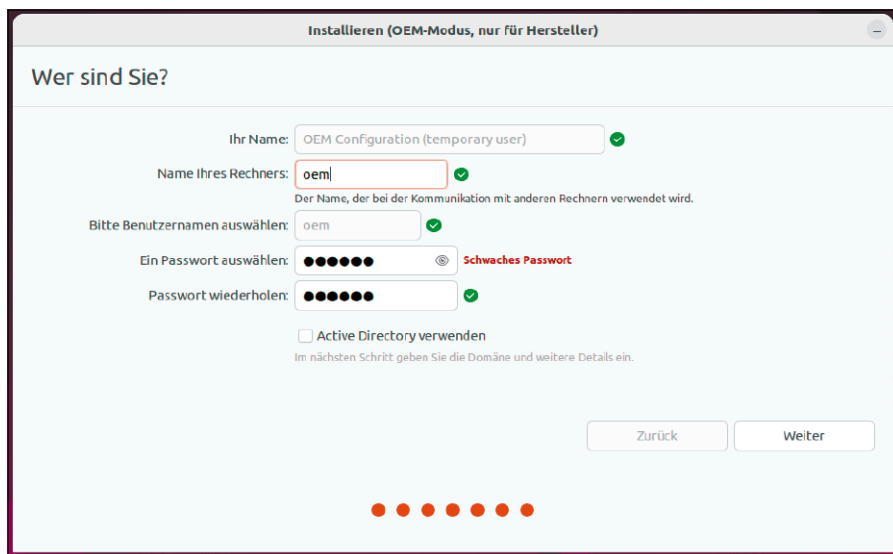 Installieren (OEM-Modus, nur für Hersteller)
Wer sind Sie?
Ihr Name: OEM Configuration (temporary user)
Name Ihres Rechners: oem
Der Name, der bei der Kommunikation mit anderen Rechnern verwendet wird.
Bitte Benutzernamen auswählen: oem
Ein Passwort auswählen: ●●●●●● Schwaches Passwort
Passwort wiederholen: ●●●●●●
Active Directory verwenden
Im nächsten Schritt geben Sie die Domäne und weitere Details ein.
Zurück Weiter